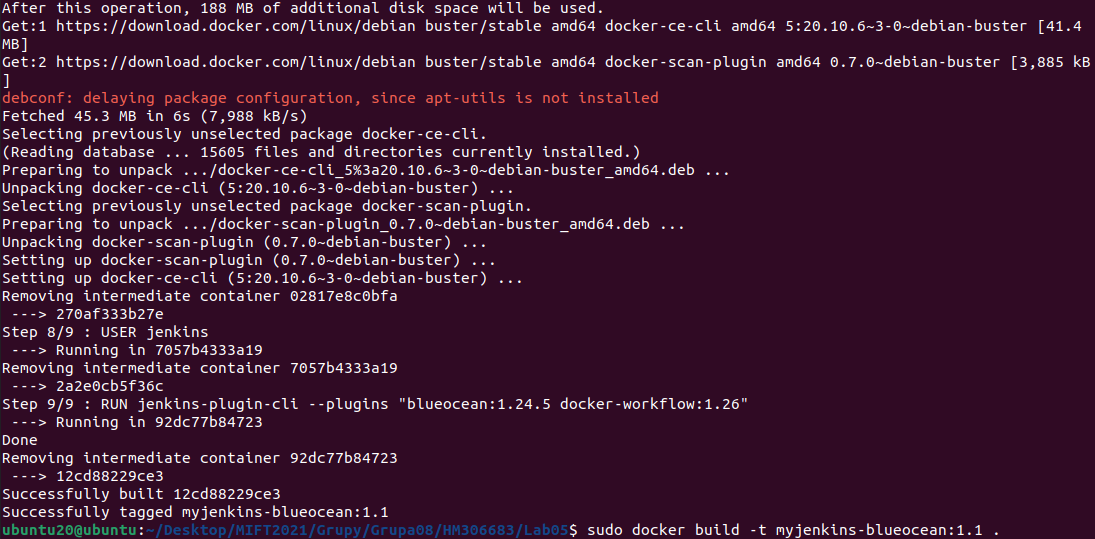 After this operation, 188 MB of additional disk space will be used.
Get:1 https://download.docker.com/linux/debian buster/stable amd64 docker-ce-cli amd64 5:20.10.6~3-0~debian-buster [41.4
MB]
Get:2 https://download.docker.com/linux/debian buster/stable amd64 docker-scan-plugin amd64 0.7.0~debian-buster [3,885 kB
]
debconf: delaying package configuration, since apt-utils is not installed
Fetched 45.3 MB in 6s (7,988 kB/s)
Selecting previously unselected package docker-ce-cli.
(Reading database ... 15605 files and directories currently installed.)
Preparing to unpack .../docker-ce-cli_5%3a20.10.6~3-0~debian-buster_amd64.deb ...
Unpacking docker-ce-cli (5:20.10.6~3-0~debian-buster) ...
Selecting previously unselected package docker-scan-plugin.
Preparing to unpack .../docker-scan-plugin_0.7.0~debian-buster_amd64.deb ...
Unpacking docker-scan-plugin (0.7.0~debian-buster) ...
Setting up docker-scan-plugin (0.7.0~debian-buster) ...
Setting up docker-ce-cli (5:20.10.6~3-0~debian-buster) ...
Removing intermediate container 02817e8c0bfa
 ---> 270af333b27e
Step 8/9 : USER jenkins
 ---> Running in 7057b4333a19
Removing intermediate container 7057b4333a19
 ---> 2a2e0cb5f36c
Step 9/9 : RUN jenkins-plugin-cli --plugins "blueocean:1.24.5 docker-workflow:1.26"
 ---> Running in 92dc77b84723
Done
Removing intermediate container 92dc77b84723
 ---> 12cd88229ce3
Successfully built 12cd88229ce3
Successfully tagged myjenkins-blueocean:1.1
ubuntu20@ubuntu:~/Desktop/MIFT2021/Grupy/Grupa08/HM306683/Lab05$ sudo docker build -t myjenkins-blueocean:1.1 .